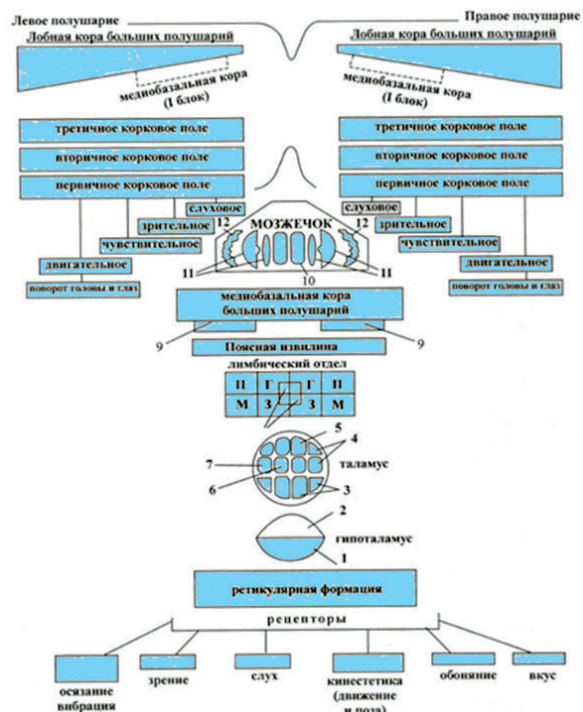 Левое полушарие
Правое полушарие
Лобная кора больших полушарий
Лобная кора больших полушарий
медиобазальная кора
(I блок)
медиобазальная кора
(I блок)
третичное корковое поле
третичное корковое поле
вторичное корковое поле
вторичное корковое поле
первичное корковое поле
первичное корковое поле
слуховое
слуховое
зрительное
12
МОЗЖЕЧОК
12
зрительное
чувствительное
чувствительное
двигательное
11
11
двигательное
10
поворот головы и глаз
поворот головы и глаз
медиобазальная кора
больших полушарий
9
9
Поясная извилина
лимбический отдел
П Г Г П
М З З М
5
4
7
таламус
6
3
2
гипоталамус
1
ретикулярная формация
рецепторы
осязание
вибрация
зрение
слух
кинестетика
(движение
и поза)
обоняние
вкус